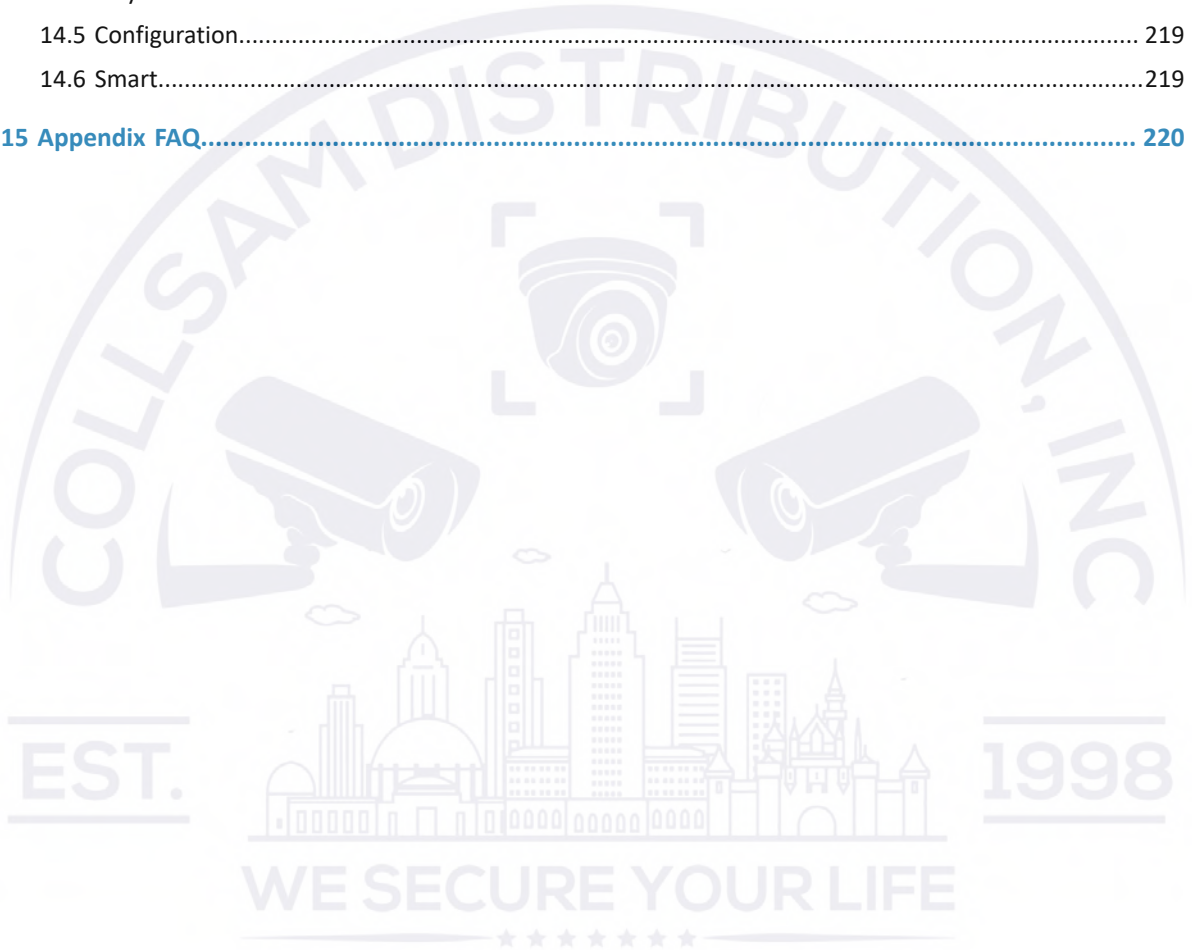 14.5 Configuration........................................................................................................................................ 219
14.6 Smart...................................................................................................................................................219
15 Appendix FAQ............................................................................................................................. 220
COLLSAM DISTRIBUTION, INC
EST. 1998
WE SECURE YOUR LIFE